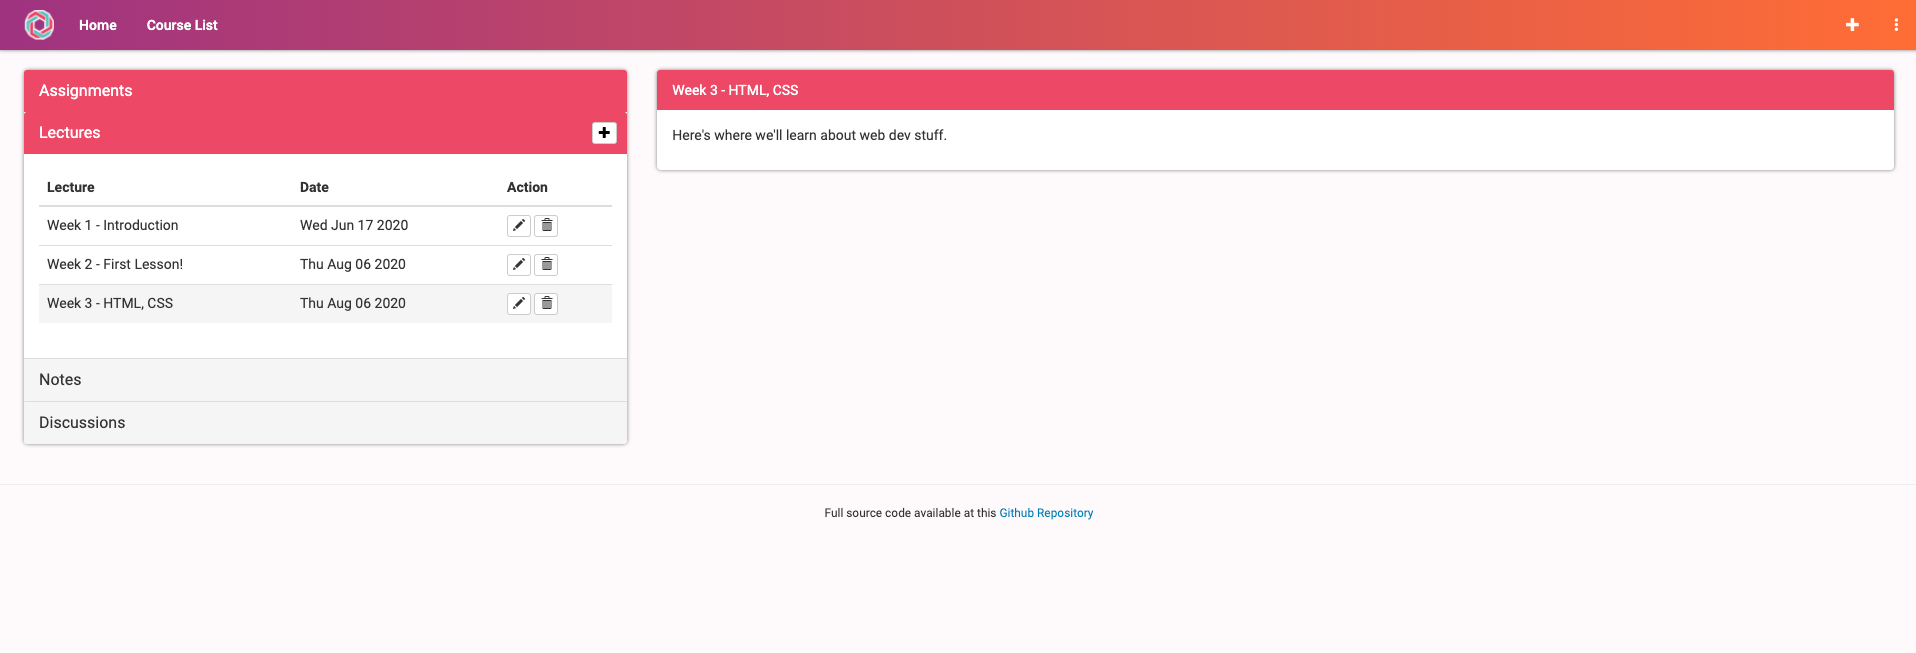 Home Course List
Assignments
Lectures
Lecture Date Action
Week 1 - Introduction Wed Jun 17 2020
Week 2 - First Lesson! Thu Aug 06 2020
Week 3 - HTML, CSS Thu Aug 06 2020
Notes
Discussions
Week 3 - HTML, CSS
Here's where we'll learn about web dev stuff.
Full source code available at this Github Repository